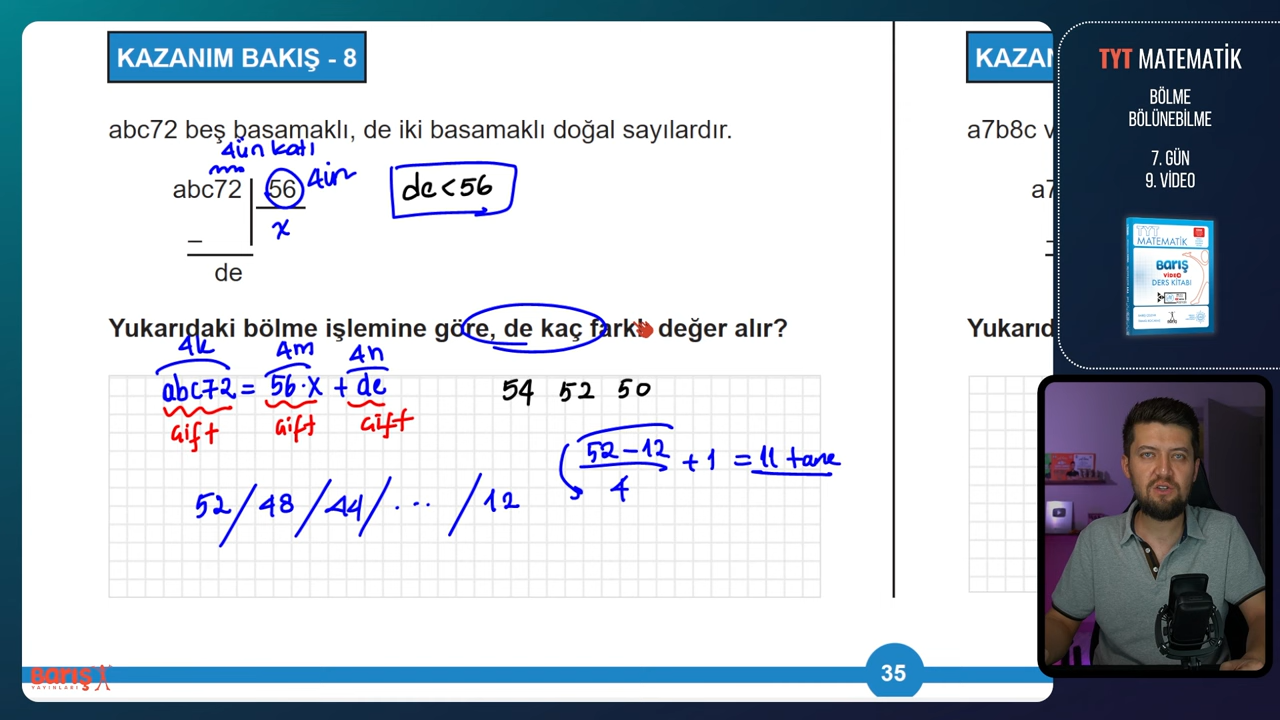 KAZANIM BAKIŞ - 8
abc72 beş basamaklı, de iki basamaklı doğal sayılardır.
4ün katı
abc72 56 4ün
x
–
de
de < 56
Yukarıdaki bölme işlemine göre, de kaç farklı değer alır?
4k 4m 4n
abc72 = 56·x + de
çift çift çift
54 52 50
52 – 12
4
+ 1 = 11 tane
52 / 48 / 44 / ... / 12
35
BARIŞ
YAYINLARI
KAZAN
a7b8c v
a7
–
Yukarıd
TYT MATEMATİK
BÖLME
BÖLÜNEBİLME
7. GÜN
9. VİDEO
TYT
MATEMATİK
BARIŞ
VİDEO
DERS KİTABI